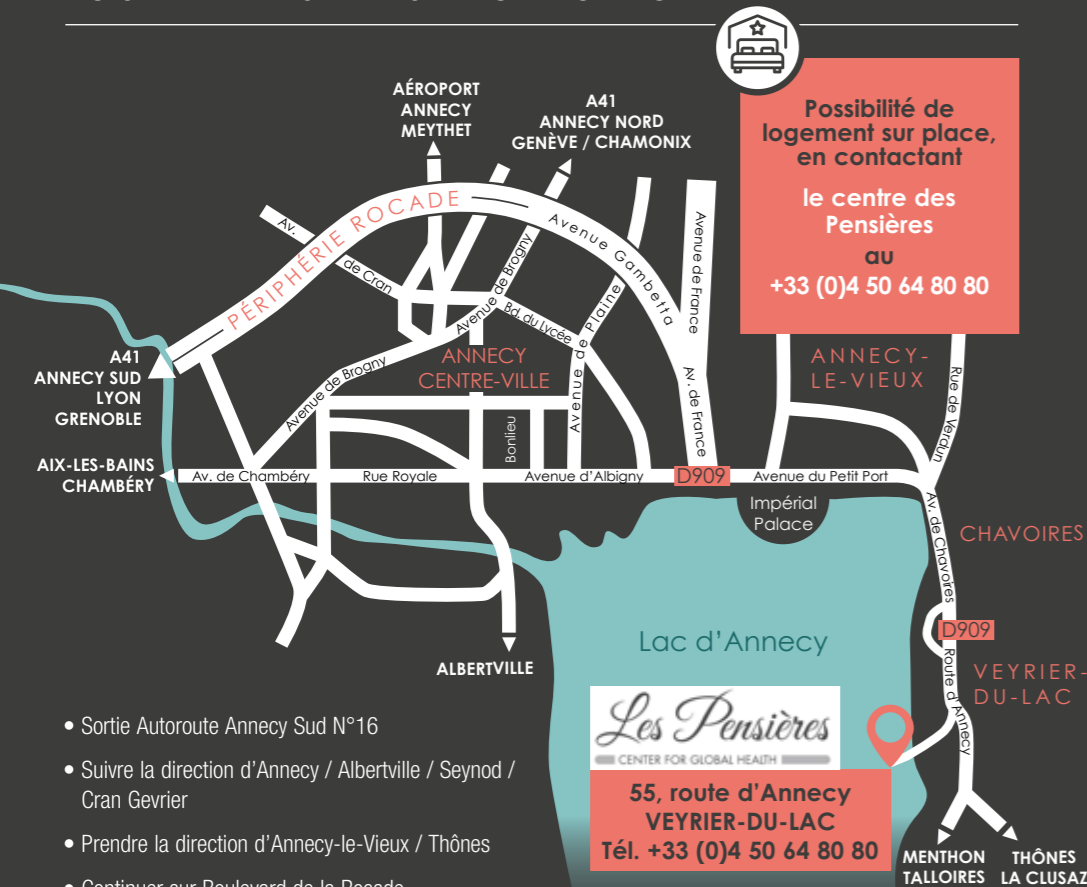 AÉROPORT
ANNECY
MEYTHET
A41
ANNECY NORD
GENÈVE / CHAMONIX
Possibilité de
logement sur place,
en contactant
le centre des
Pensières
au
+33 (0)4 50 64 80 80
PÉRIPHÉRIE ROCADE
Avenue Gambetta
Av. de Cran
Avenue de Brogny
Bd. du Lycée
Avenue de Plaine
Avenue de France
Av. de France
A41
ANNECY SUD
LYON
GRENOBLE
Avenue de Brogny
ANNECY
CENTRE-VILLE
ANNECY-
LE-VIEUX
Rue de Verdun
Bonlieu
AIX-LES-BAINS
CHAMBÉRY
Av. de Chambéry
Rue Royale
Avenue d'Albigny
D909
Avenue du Petit Port
Impérial
Palace
Av. de Chavoires
CHAVOIRES
D909
Lac d'Annecy
ALBERTVILLE
VEYRIER-
DU-LAC
Route d'Annecy
Les Pensières
CENTER FOR GLOBAL HEALTH
55, route d'Annecy
VEYRIER-DU-LAC
Tél. +33 (0)4 50 64 80 80
MENTHON
TALLOIRES
THÔNES
LA CLUSAZ
• Sortie Autoroute Annecy Sud N°16
• Suivre la direction d'Annecy / Albertville / Seynod /
Cran Gevrier
• Prendre la direction d'Annecy-le-Vieux / Thônes
• Continuer sur Boulevard de la Rocade